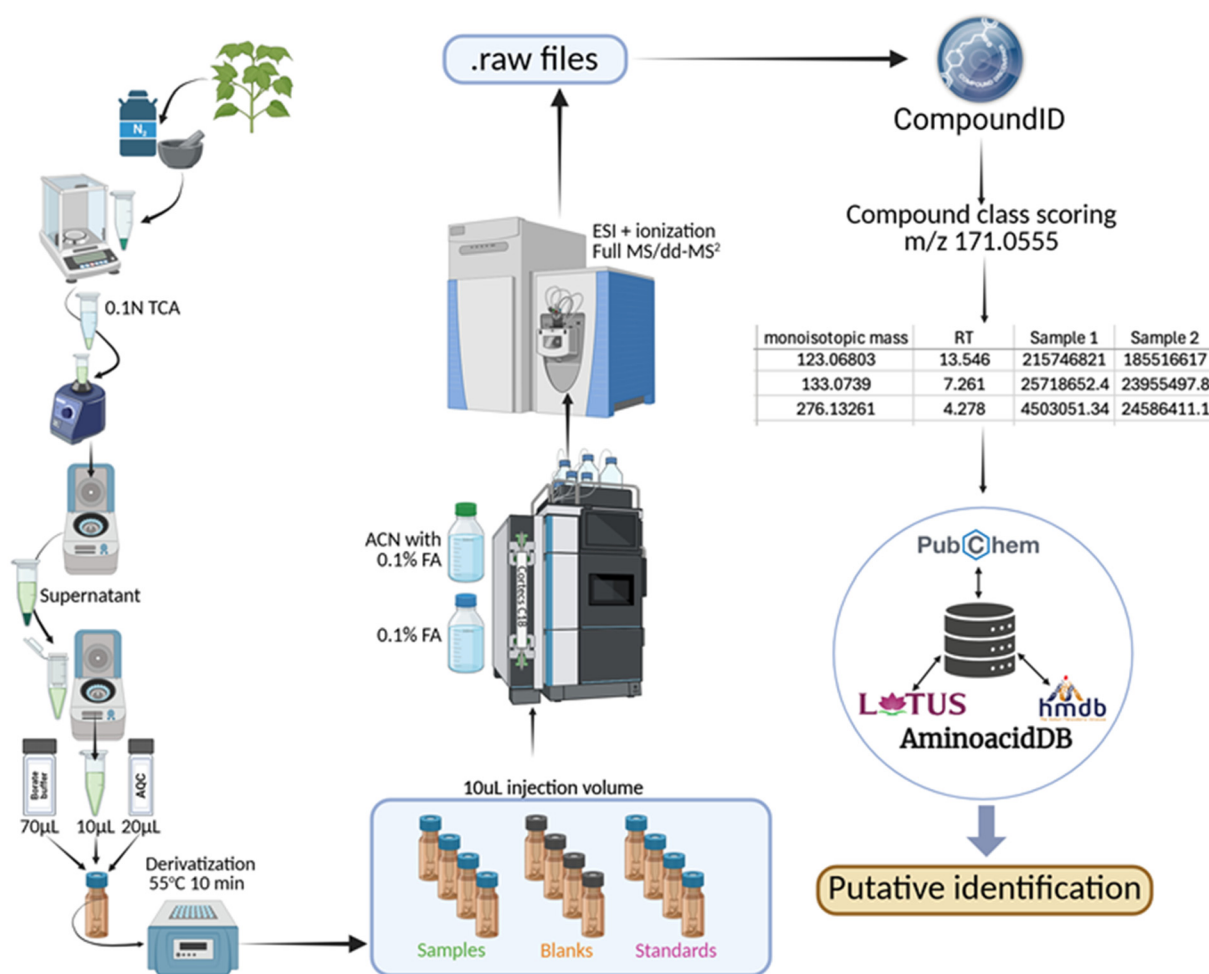 N₂
0.1N TCA
Supernatant
Borate
buffer
AQC
70µL
10µL
20µL
Derivatization
55°C 10 min
10uL injection volume
Samples
Blanks
Standards
ACN with
0.1% FA
0.1% FA
Cortecs C18
ESI + ionization
Full MS/dd-MS²
.raw files
COMPOUND DISCOVERER
CompoundID
Compound class scoring
m/z 171.0555
monoisotopic mass RT Sample 1 Sample 2
123.06803 13.546 215746821 185516617
133.0739 7.261 25718652.4 23955497.8
276.13261 4.278 4503051.34 24586411.1
PubChem
LOTUS
hmdb
AminoacidDB
Putative identification